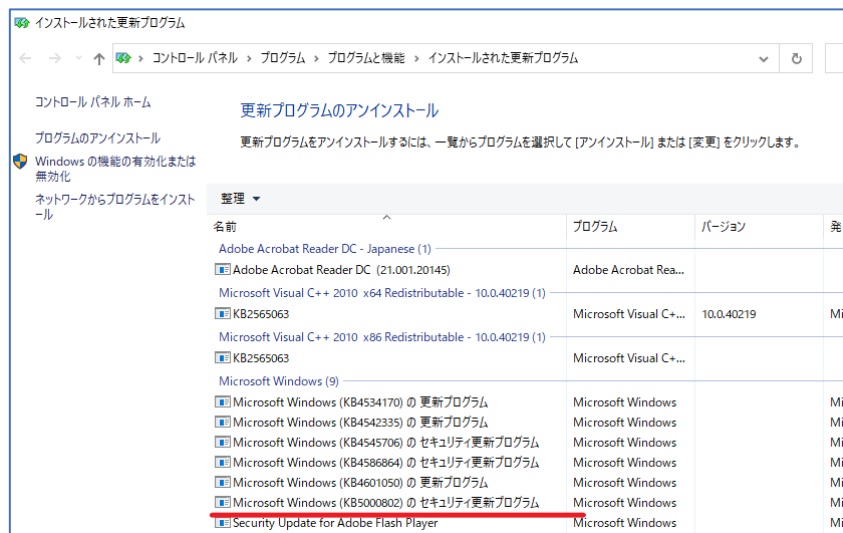 インストールされた更新プログラム
コントロール パネル › プログラム › プログラムと機能 › インストールされた更新プログラム
コントロール パネル ホーム
プログラムのアンインストール
Windows の機能の有効化または
無効化
ネットワークからプログラムをインスト
ール
更新プログラムのアンインストール
更新プログラムをアンインストールするには、一覧からプログラムを選択して [アンインストール] または [変更] をクリックします。
整理
名前 プログラム バージョン 発
Adobe Acrobat Reader DC - Japanese (1)
Adobe Acrobat Reader DC (21.001.20145) Adobe Acrobat Rea...
Microsoft Visual C++ 2010 x64 Redistributable - 10.0.40219 (1)
KB2565063 Microsoft Visual C+... 10.0.40219 Mi
Microsoft Visual C++ 2010 x86 Redistributable - 10.0.40219 (1)
KB2565063 Microsoft Visual C+...
Microsoft Windows (9)
Microsoft Windows (KB4534170) の 更新プログラム Microsoft Windows Mi
Microsoft Windows (KB4542335) の 更新プログラム Microsoft Windows Mi
Microsoft Windows (KB4545706) の セキュリティ更新プログラム Microsoft Windows Mi
Microsoft Windows (KB4586864) の セキュリティ更新プログラム Microsoft Windows Mi
Microsoft Windows (KB4601050) の 更新プログラム Microsoft Windows Mi
Microsoft Windows (KB5000802) の セキュリティ更新プログラム Microsoft Windows Mi
Security Update for Adobe Flash Player Microsoft Windows Mi